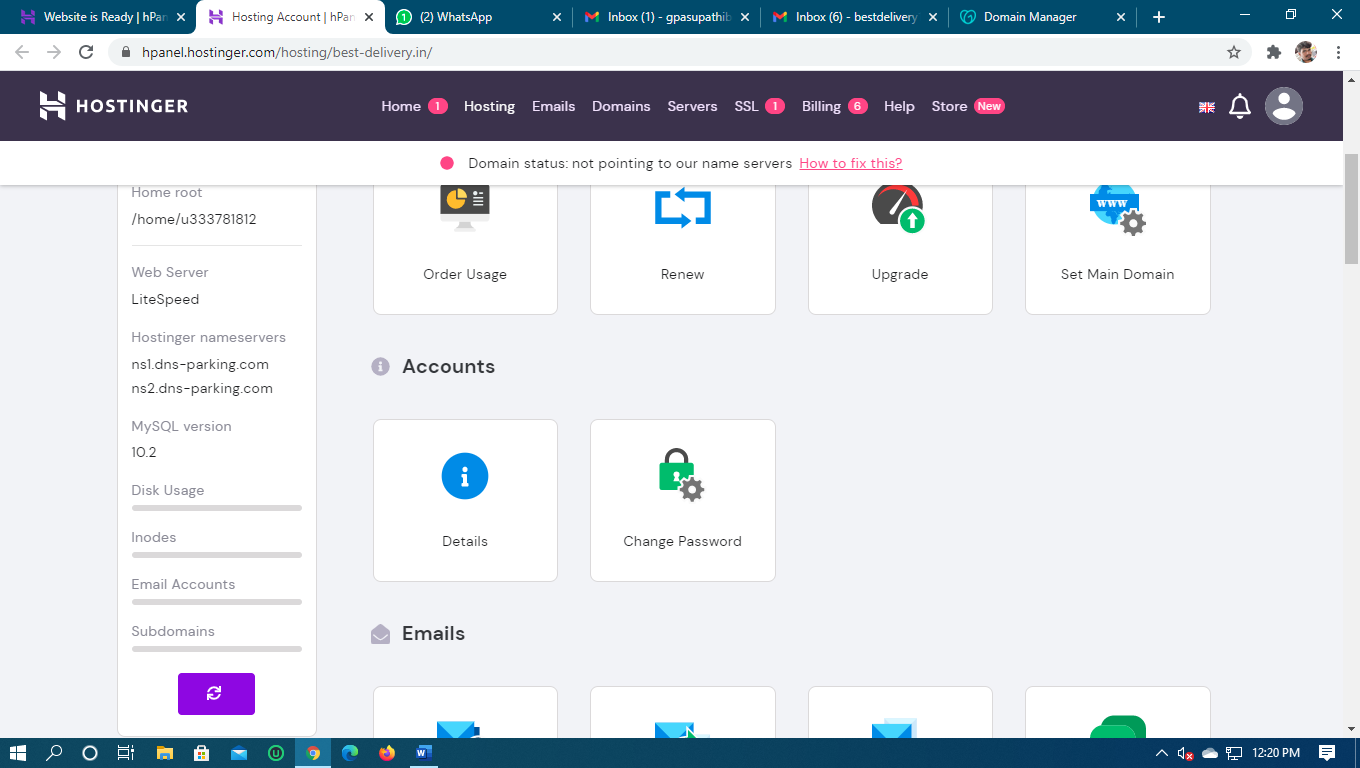 Website is Ready | hPan
Hosting Account | hPan
(2) WhatsApp
Inbox (1) - gpasupathib
Inbox (6) - bestdelivery
Domain Manager
hpanel.hostinger.com/hosting/best-delivery.in/
HOSTINGER
Home 1
Hosting
Emails
Domains
Servers
SSL 1
Billing 6
Help
Store New
Domain status: not pointing to our name servers How to fix this?
Home root
/home/u333781812
Web Server
LiteSpeed
Hostinger nameservers
ns1.dns-parking.com
ns2.dns-parking.com
MySQL version
10.2
Disk Usage
Inodes
Email Accounts
Subdomains
WWW
Order Usage
Renew
Upgrade
Set Main Domain
Accounts
Details
Change Password
Emails
12:20 PM